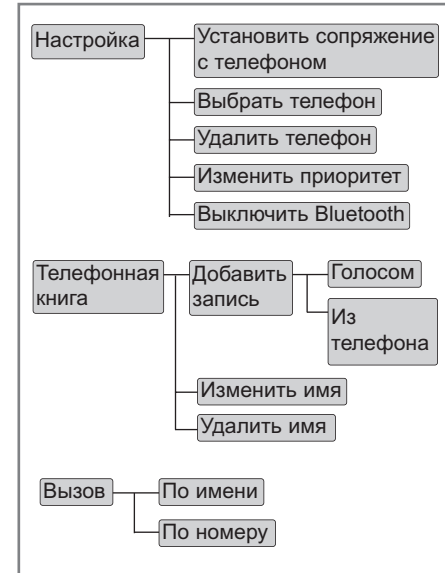 Настройка
Установить сопряжение
с телефоном
Выбрать телефон
Удалить телефон
Изменить приоритет
Выключить Bluetooth
Телефонная
книга
Добавить
запись
Голосом
Из
телефона
Изменить имя
Удалить имя
Вызов
По имени
По номеру